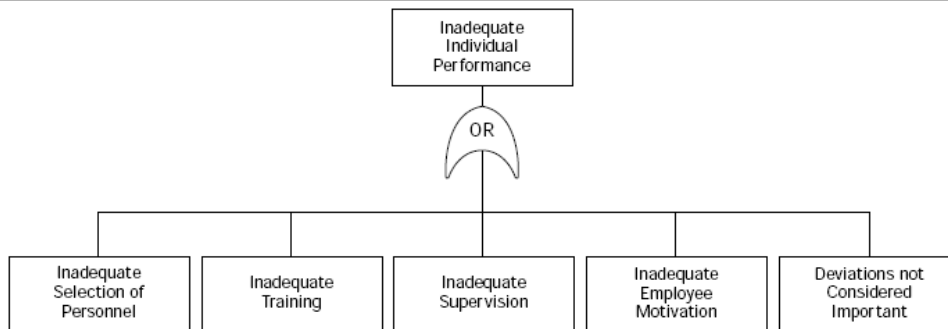 Inadequate
Individual
Performance
OR
Inadequate
Selection of
Personnel
Inadequate
Training
Inadequate
Supervision
Inadequate
Employee
Motivation
Deviations not
Considered
Important